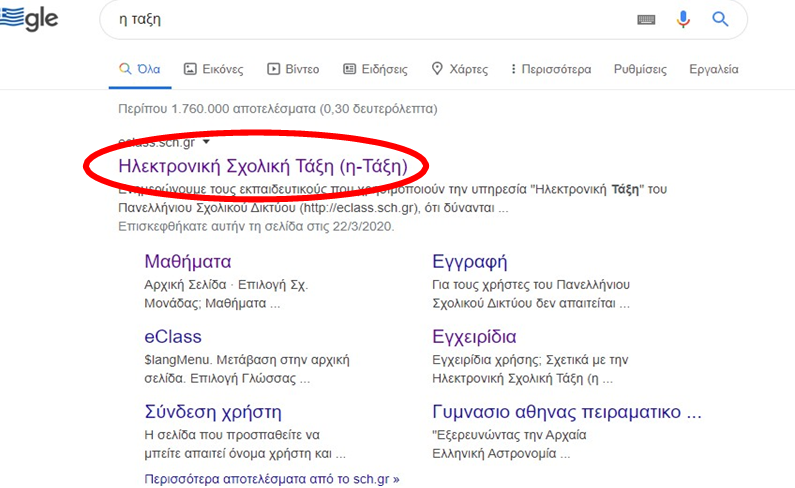 gle
η ταξη
Όλα Εικόνες Βίντεο Ειδήσεις Χάρτες Περισσότερα Ρυθμίσεις Εργαλεία
Περίπου 1.760.000 αποτελέσματα (0,30 δευτερόλεπτα)
eclass.sch.gr
Ηλεκτρονική Σχολική Τάξη (η-Τάξη)
Ενημερώνουμε τους εκπαιδευτικούς που χρησιμοποιούν την υπηρεσία "Ηλεκτρονική Τάξη" του
Πανελλήνιου Σχολικού Δικτύου (http://eclass.sch.gr), ότι δύνανται ...
Επισκεφθήκατε αυτήν τη σελίδα στις 22/3/2020.
Μαθήματα
Αρχική Σελίδα · Επιλογή Σχ.
Μονάδας; Μαθήματα ...
Εγγραφή
Για τους χρήστες του Πανελλήνιου
Σχολικού Δικτύου δεν απαιτείται ...
eClass
$langMenu. Μετάβαση στην αρχική
σελίδα. Επιλογή Γλώσσας ...
Εγχειρίδια
Εγχειρίδια χρήσης; Σχετικά με την
Ηλεκτρονική Σχολική Τάξη (η ...
Σύνδεση χρήστη
Η σελίδα που προσπαθείτε να
μπείτε απαιτεί όνομα χρήστη και ...
Γυμνασιο αθηνας πειραματικο ...
"Εξερευνώντας την Αρχαία
Ελληνική Αστρονομία ...
Περισσότερα αποτελέσματα από το sch.gr »